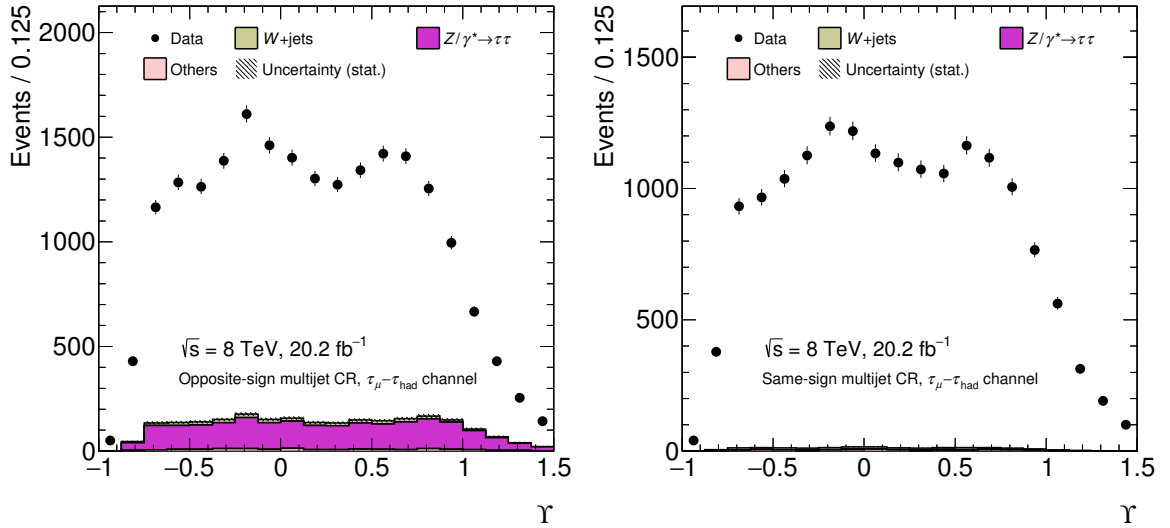 Events / 0.125
2000
1500
1000
500
0
Data
W+jets
Z/γ*→ττ
Others
Uncertainty (stat.)
√s = 8 TeV, 20.2 fb⁻¹
Opposite-sign multijet CR, τμ−τhad channel
−1 −0.5 0 0.5 1 1.5
ϒ
Events / 0.125
1500
1000
500
0
Data
W+jets
Z/γ*→ττ
Others
Uncertainty (stat.)
√s = 8 TeV, 20.2 fb⁻¹
Same-sign multijet CR, τμ−τhad channel
−1 −0.5 0 0.5 1 1.5
ϒ